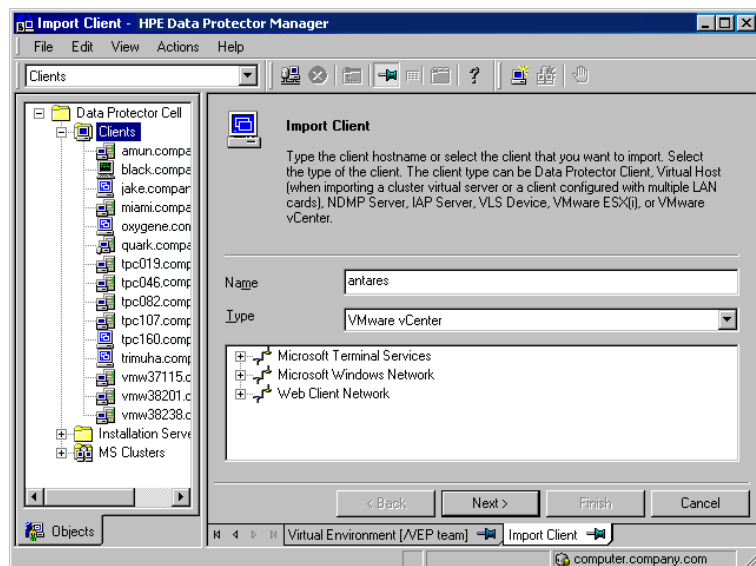 Import Client - HPE Data Protector Manager
File Edit View Actions Help
Clients
Data Protector Cell
Clients
amun.compa
black.compa
jake.compar
miami.compa
oxygene.com
quark.compa
tpc019.comp
tpc046.comp
tpc082.comp
tpc107.comp
tpc160.comp
trimuha.comp
vmw37115.c
vmw38201.c
vmw38238.c
Installation Serve
MS Clusters
Objects
Import Client
Type the client hostname or select the client that you want to import. Select
the type of the client. The client type can be Data Protector Client, Virtual Host
(when importing a cluster virtual server or a client configured with multiple LAN
cards), NDMP Server, IAP Server, VLS Device, VMware ESX(i), or VMware
vCenter.
Name antares
Type VMware vCenter
Microsoft Terminal Services
Microsoft Windows Network
Web Client Network
< Back Next > Finish Cancel
Virtual Environment [/VEP team] Import Client
computer.company.com